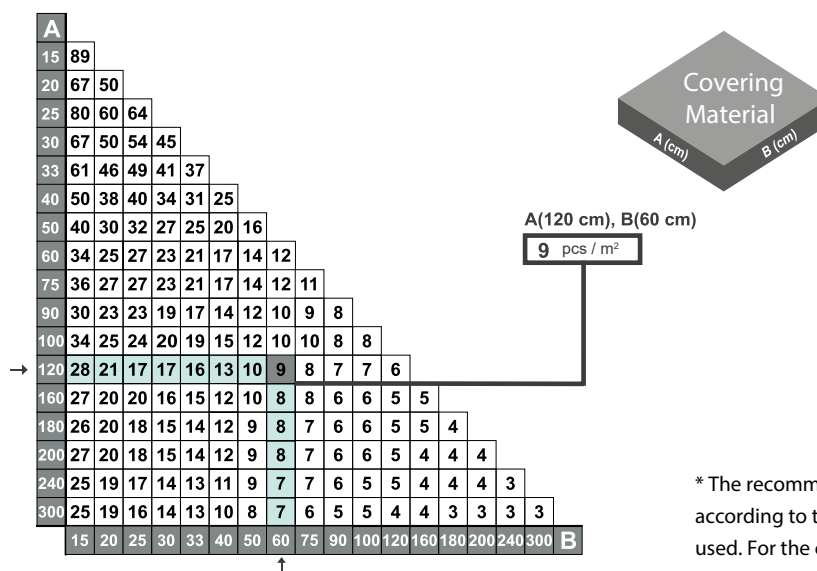 A
15 89
20 67 50
25 80 60 64
30 67 50 54 45
33 61 46 49 41 37
40 50 38 40 34 31 25
50 40 30 32 27 25 20 16
60 34 25 27 23 21 17 14 12
75 36 27 27 23 21 17 14 12 11
90 30 23 23 19 17 14 12 10 9 8
100 34 25 24 20 19 15 12 10 10 8 8
120 28 21 17 17 16 13 10 9 8 7 7 6
160 27 20 20 16 15 12 10 8 8 6 6 5 5
180 26 20 18 15 14 12 9 8 7 6 6 5 5 4
200 27 20 18 15 14 12 9 8 7 6 6 5 4 4 4
240 25 19 17 14 13 11 9 7 7 6 5 5 4 4 4 3
300 25 19 16 14 13 10 8 7 6 5 5 4 4 3 3 3 3
15 20 25 30 33 40 50 60 75 90 100 120 160 180 200 240 300 B
Covering
Material
A (cm)
B (cm)
A(120 cm), B(60 cm)
9 pcs / m²
* The recomm
according to t
used. For the